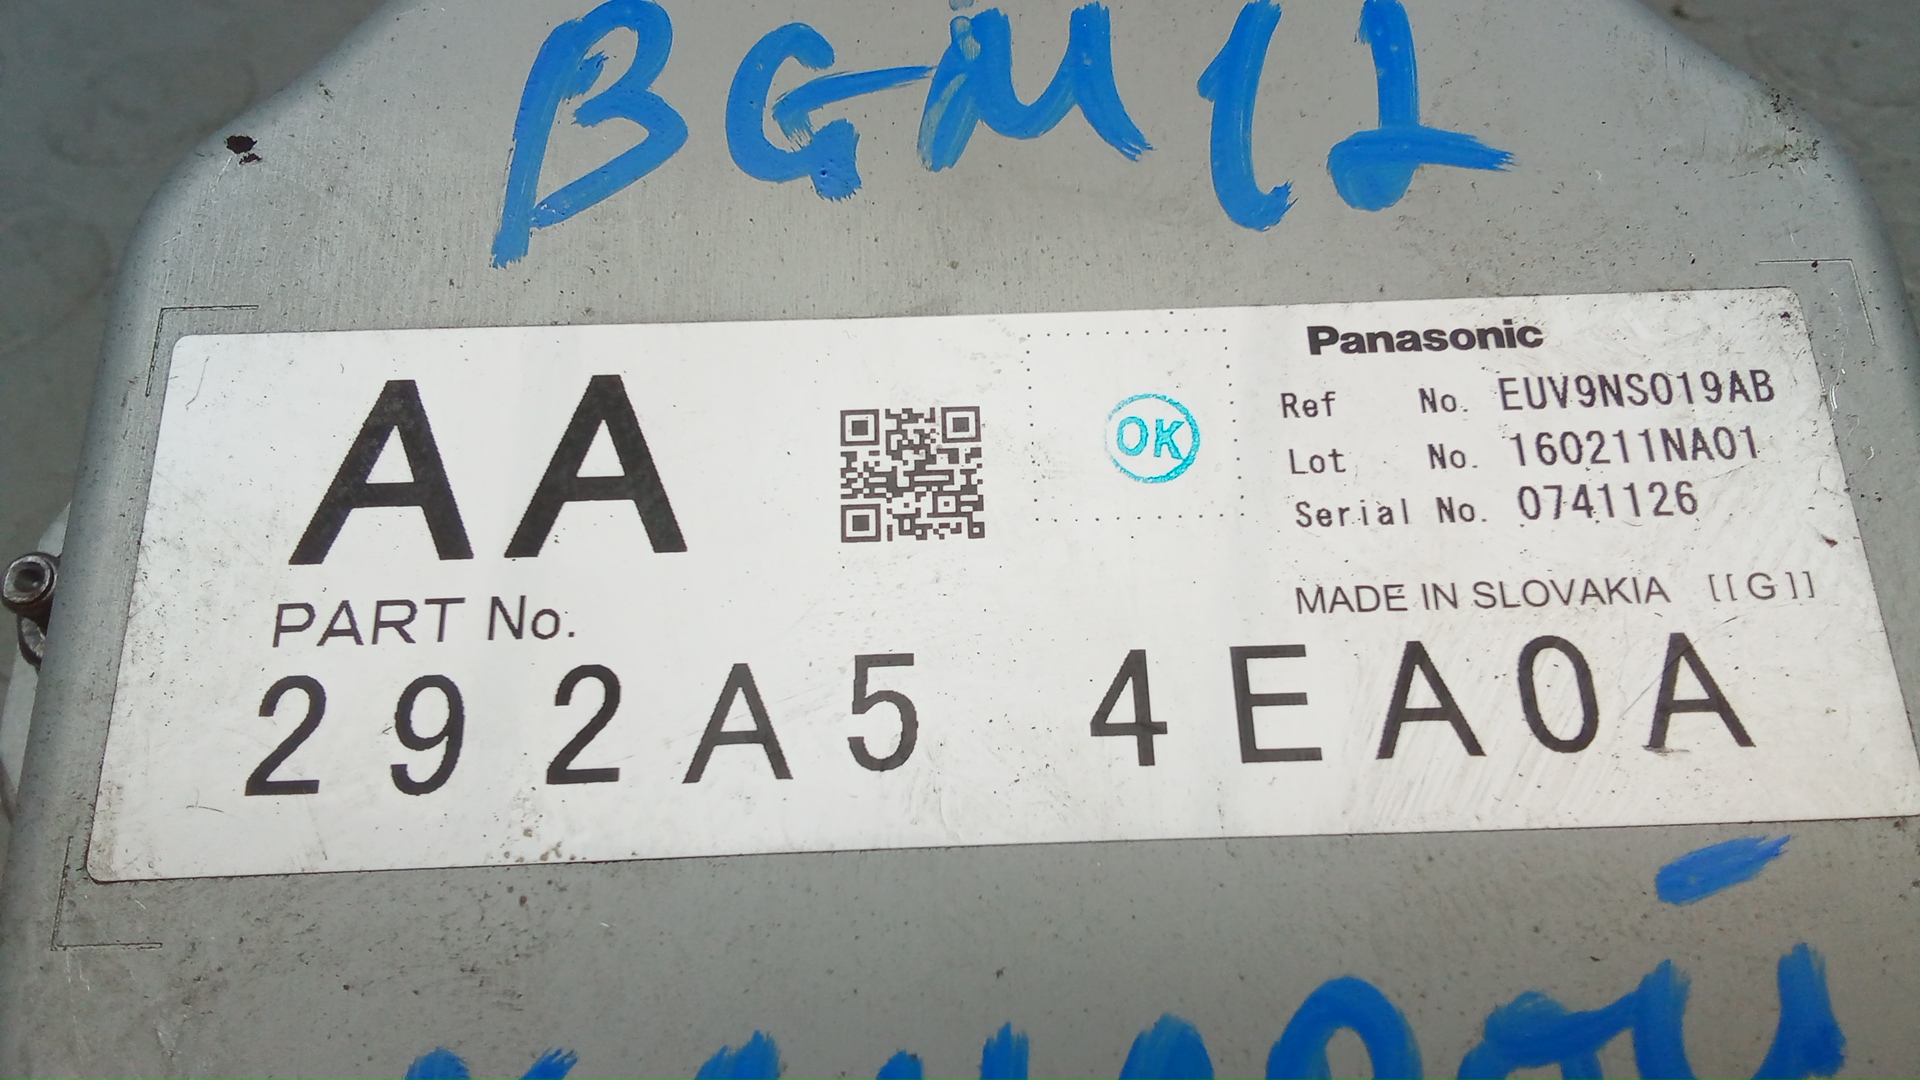 BGM12
AA
OK
Panasonic
Ref No. EUV9NS019AB
Lot No. 160211NA01
Serial No. 0741126
PART No.
MADE IN SLOVAKIA [[G]]
292A5 4EA0A